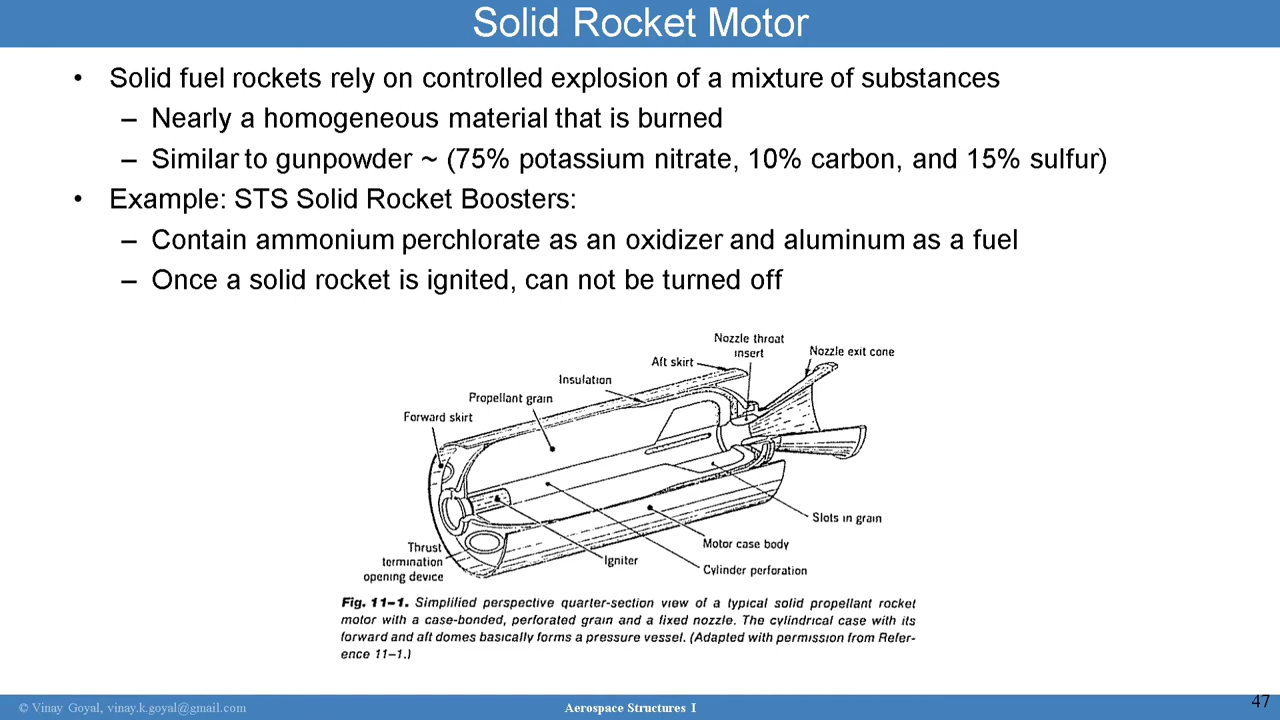 Solid Rocket Motor
• Solid fuel rockets rely on controlled explosion of a mixture of substances
– Nearly a homogeneous material that is burned
– Similar to gunpowder ~ (75% potassium nitrate, 10% carbon, and 15% sulfur)
• Example: STS Solid Rocket Boosters:
– Contain ammonium perchlorate as an oxidizer and aluminum as a fuel
– Once a solid rocket is ignited, can not be turned off
Nozzle throat
insert
Nozzle exit cone
Aft skirt
Insulation
Propellant grain
Forward skirt
Slots in grain
Motor case body
Cylinder perforation
Igniter
Thrust
termination
opening device
Fig. 11–1. Simplified perspective quarter-section view of a typical solid propellant rocket
motor with a case-bonded, perforated grain and a fixed nozzle. The cylindrical case with its
forward and aft domes basically forms a pressure vessel. (Adapted with permission from Refer-
ence 11–1.)
© Vinay Goyal, vinay.k.goyal@gmail.com
Aerospace Structures I
47